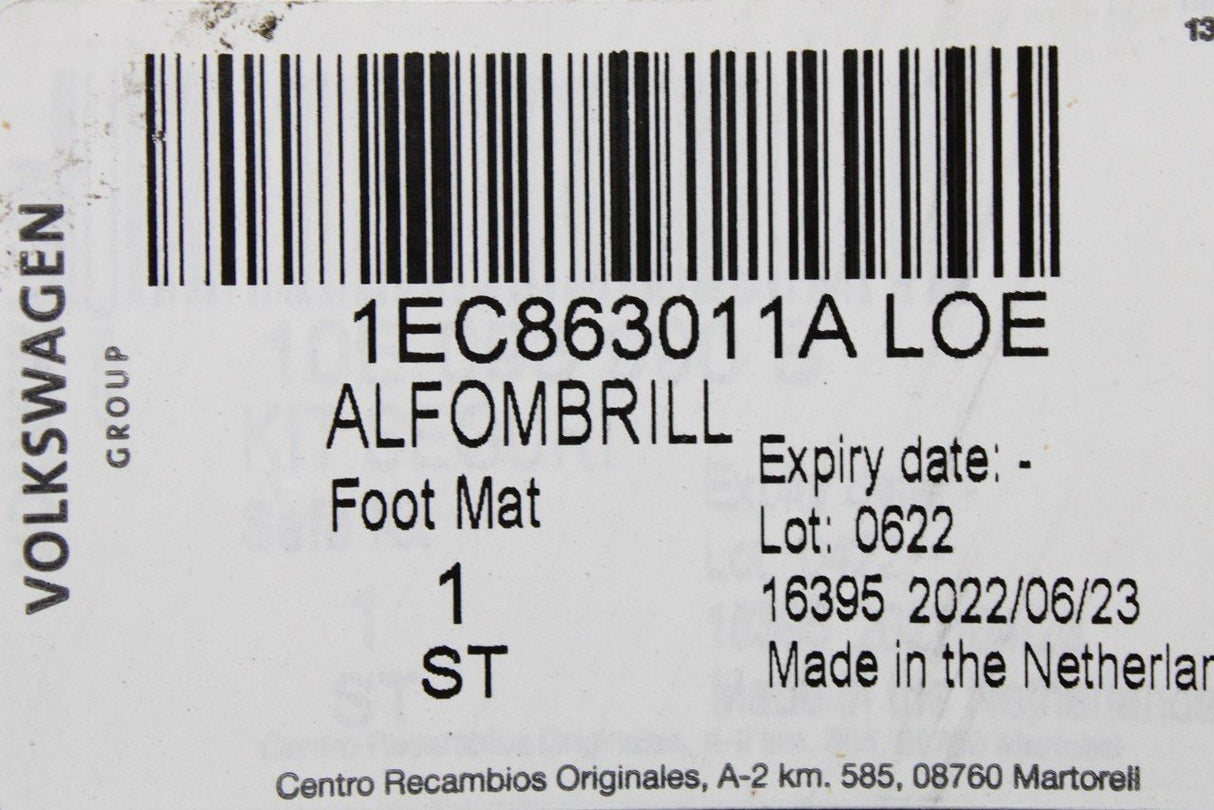 13
VOLKSWAGEN
GROUP
1EC863011A LOE
ALFOMBRILL
Foot Mat
Expiry date: -
Lot: 0622
1
16395 2022/06/23
ST
Made in the Netherlan
Centro Recambios Originales, A-2 km. 585, 08760 Martorell